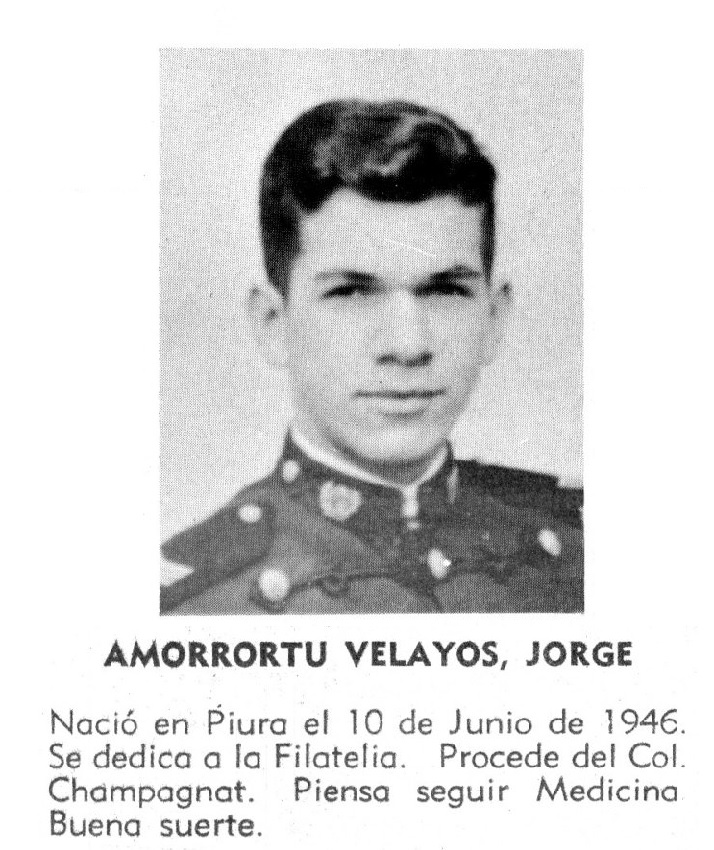 AMORRORTU VELAYOS, JORGE
Nació en Piura el 10 de Junio de 1946.
Se dedica a la Filatelia. Procede del Col.
Champagnat. Piensa seguir Medicina
Buena suerte.